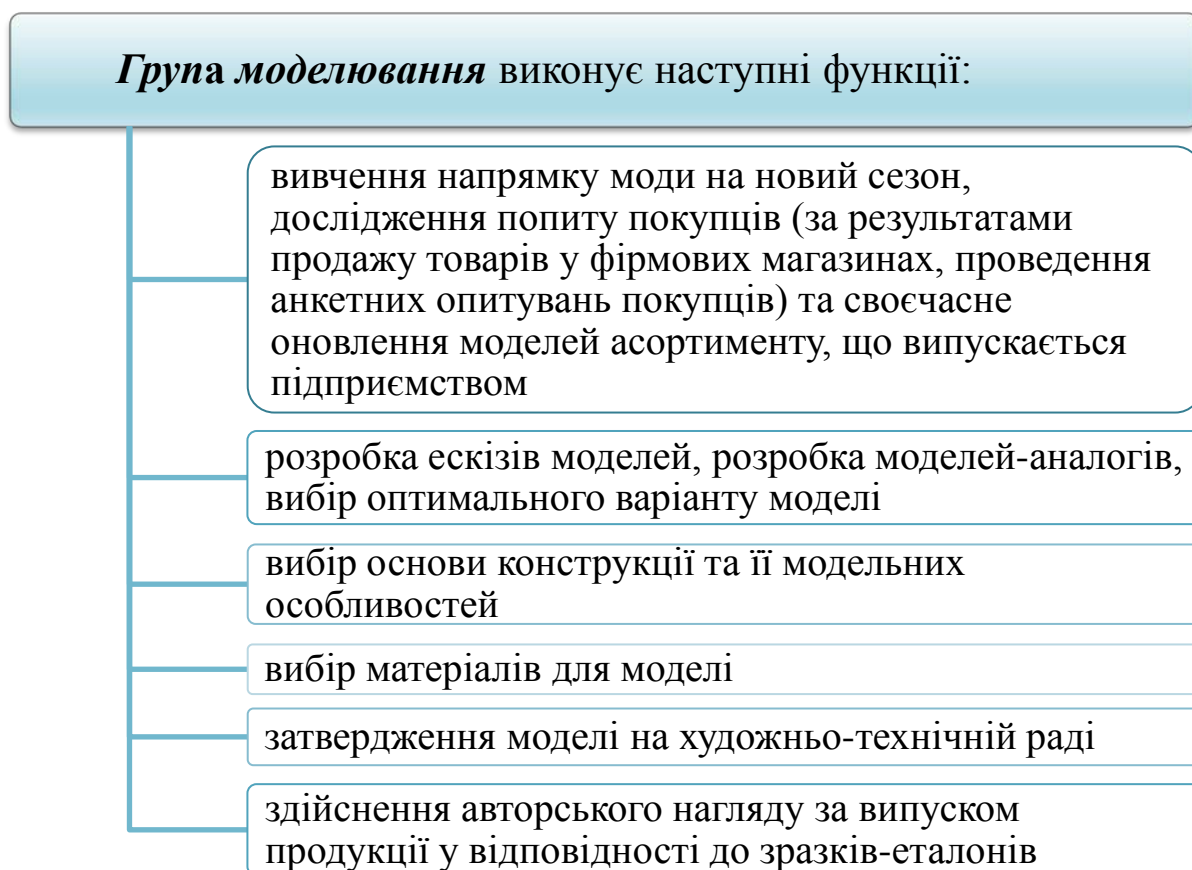 Група моделювання виконує наступні функції:
вивчення напрямку моди на новий сезон,
дослідження попиту покупців (за результатами
продажу товарів у фірмових магазинах, проведення
анкетних опитувань покупців) та своєчасне
оновлення моделей асортименту, що випускається
підприємством
розробка ескізів моделей, розробка моделей-аналогів,
вибір оптимального варіанту моделі
вибір основи конструкції та її модельних
особливостей
вибір матеріалів для моделі
затвердження моделі на художньо-технічній раді
здійснення авторського нагляду за випуском
продукції у відповідності до зразків-еталонів